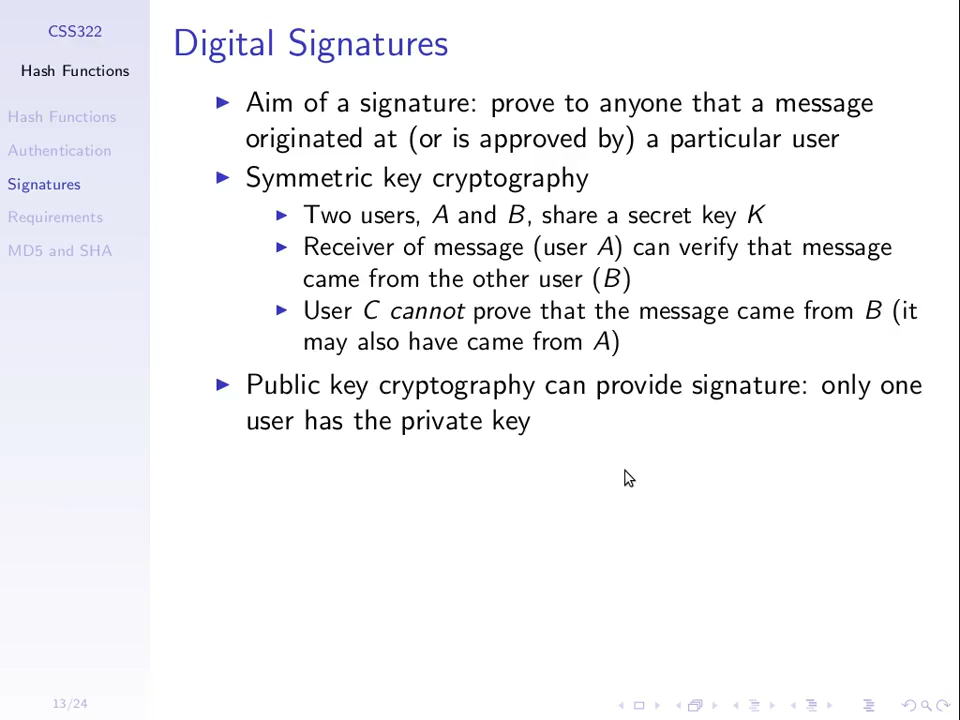 CSS322
Hash Functions
Hash Functions
Authentication
Signatures
Requirements
MD5 and SHA
13/24
Digital Signatures
Aim of a signature: prove to anyone that a message
originated at (or is approved by) a particular user
Symmetric key cryptography
Two users, A and B, share a secret key K
Receiver of message (user A) can verify that message
came from the other user (B)
User C cannot prove that the message came from B (it
may also have came from A)
Public key cryptography can provide signature: only one
user has the private key